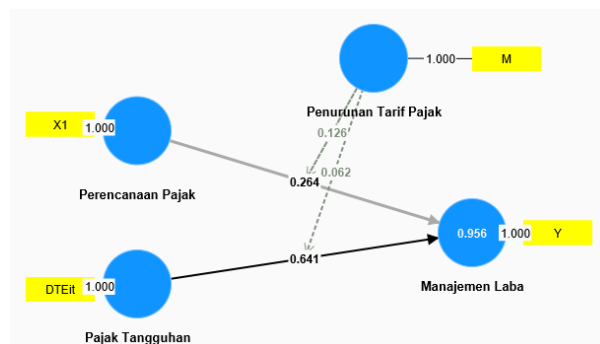 1.000
M
Penurunan Tarif Pajak
X1
1.000
0.126
0.264
0.062
Perencanaan Pajak
0.956
1.000
Y
0.641
DTEit
1.000
Manajemen Laba
Pajak Tangguhan